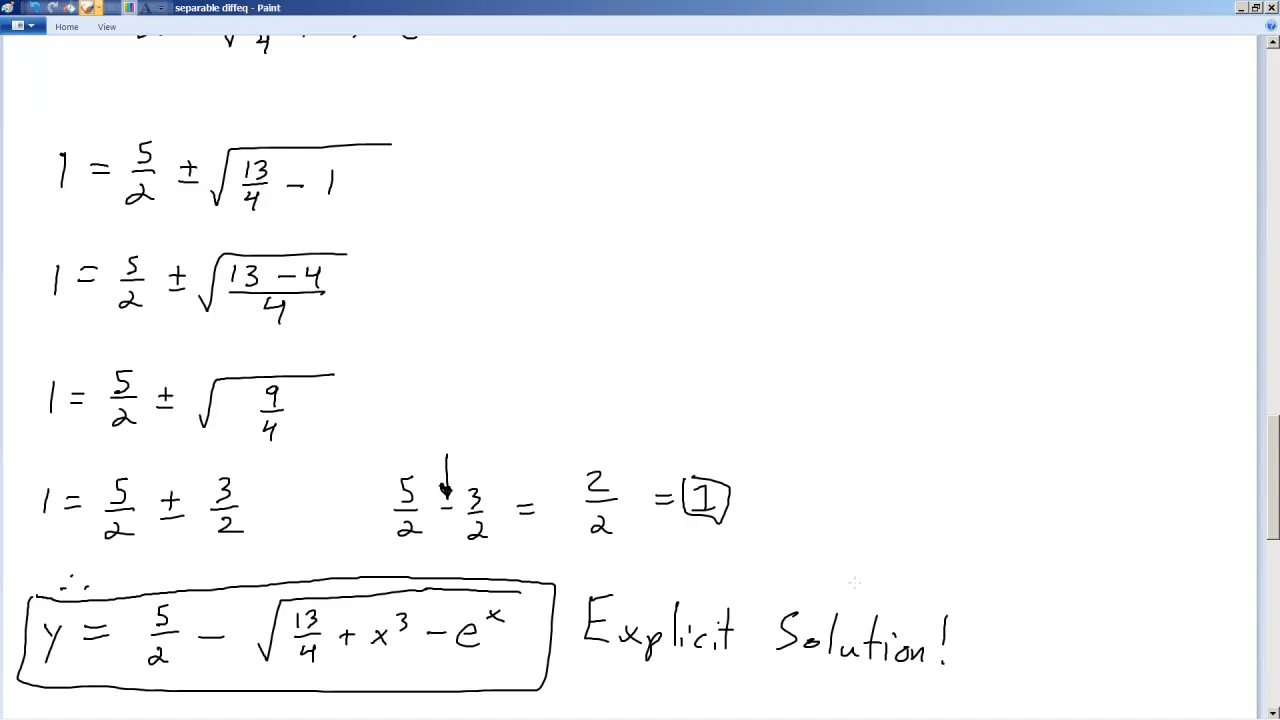 separable diffeq - Paint
Home View
1 = 5/2 ± √(13/4 - 1)
1 = 5/2 ± √((13 - 4)/4)
1 = 5/2 ± √(9/4)
1 = 5/2 ± 3/2 5/2 - 3/2 = 2/2 = 1
∴
y = 5/2 - √(13/4 + x³ - eˣ) Explicit Solution!